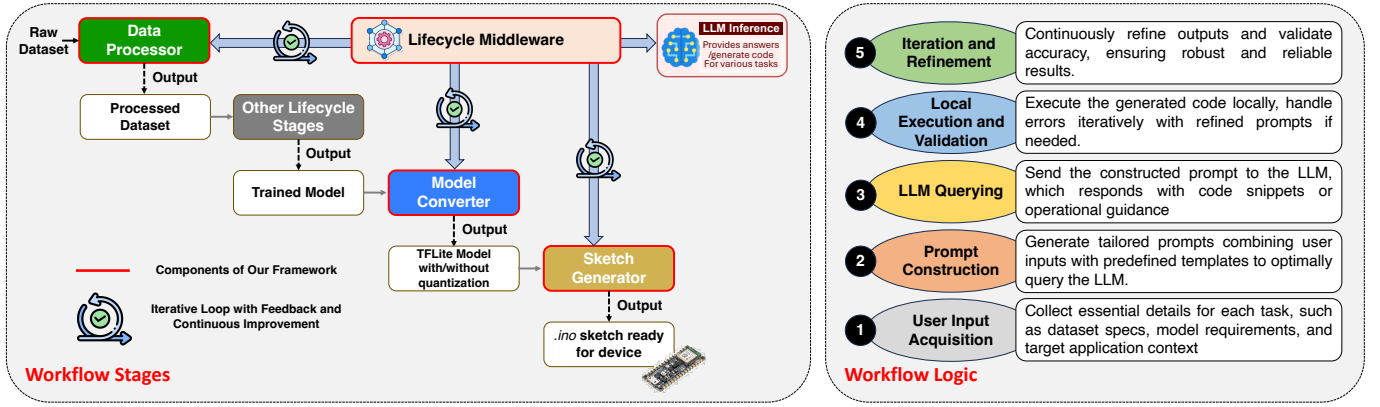 Raw
Dataset
Data
Processor
Lifecycle Middleware
LLM Inference
Provides answers
/generate code
For various tasks
Output
Processed
Dataset
Other Lifecycle
Stages
Output
Trained Model
Model
Converter
Output
TFLite Model
with/without
quantization
Sketch
Generator
Output
.ino sketch ready
for device
Components of Our Framework
Iterative Loop with Feedback and
Continuous Improvement
Workflow Stages
5
Iteration and
Refinement
Continuously refine outputs and validate
accuracy, ensuring robust and reliable
results.
4
Local
Execution and
Validation
Execute the generated code locally, handle
errors iteratively with refined prompts if
needed.
3
LLM Querying
Send the constructed prompt to the LLM,
which responds with code snippets or
operational guidance
2
Prompt
Construction
Generate tailored prompts combining user
inputs with predefined templates to optimally
query the LLM.
1
User Input
Acquisition
Collect essential details for each task, such
as dataset specs, model requirements, and
target application context
Workflow Logic